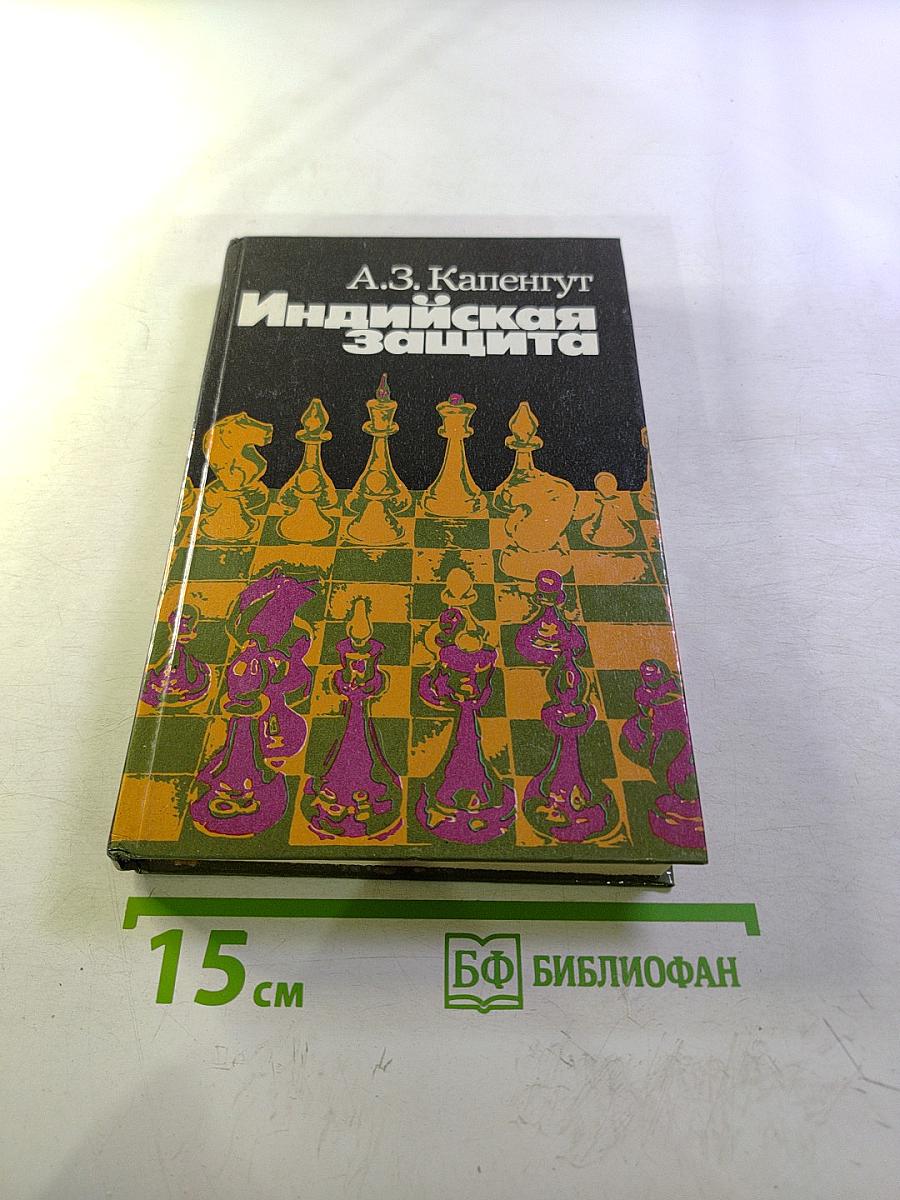 А.З. Капенгут
Индийская
защита
15 см
БФ БИБЛИОФАН